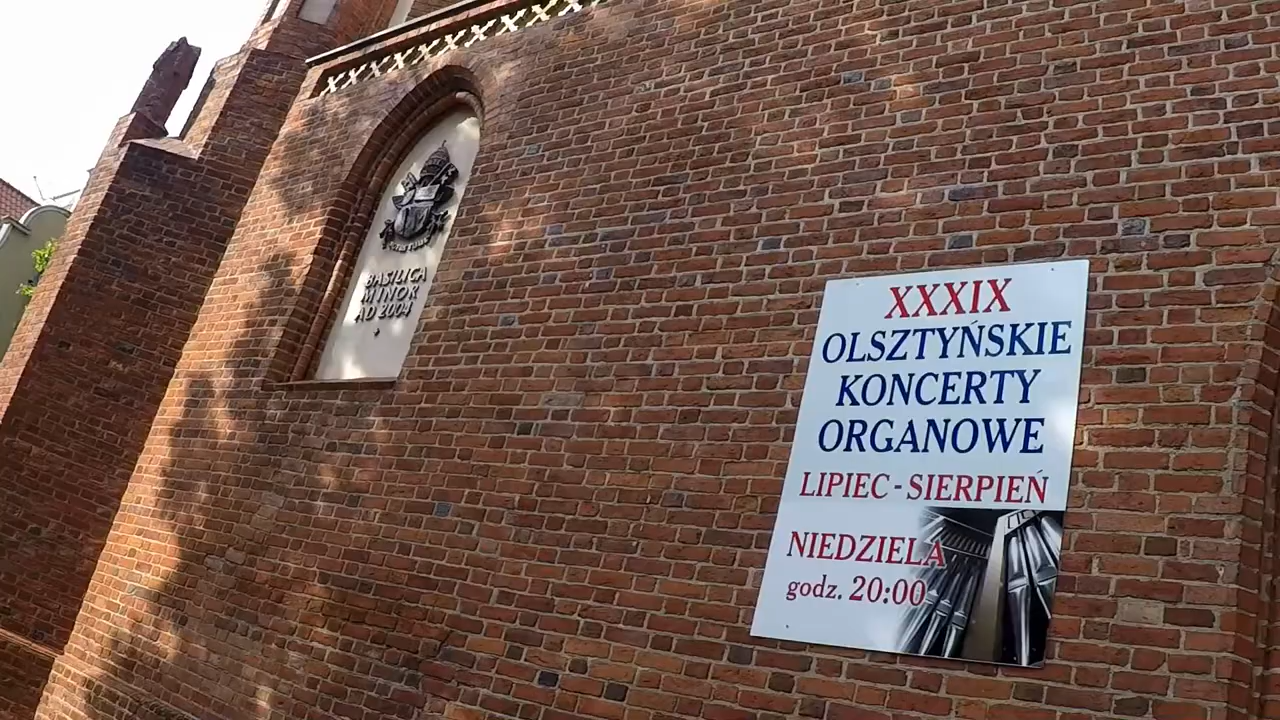 BASILICA
MINOR
AD 2004
XXXIX
OLSZTYŃSKIE
KONCERTY
ORGANOWE
LIPIEC - SIERPIEŃ
NIEDZIELA
godz. 20:00